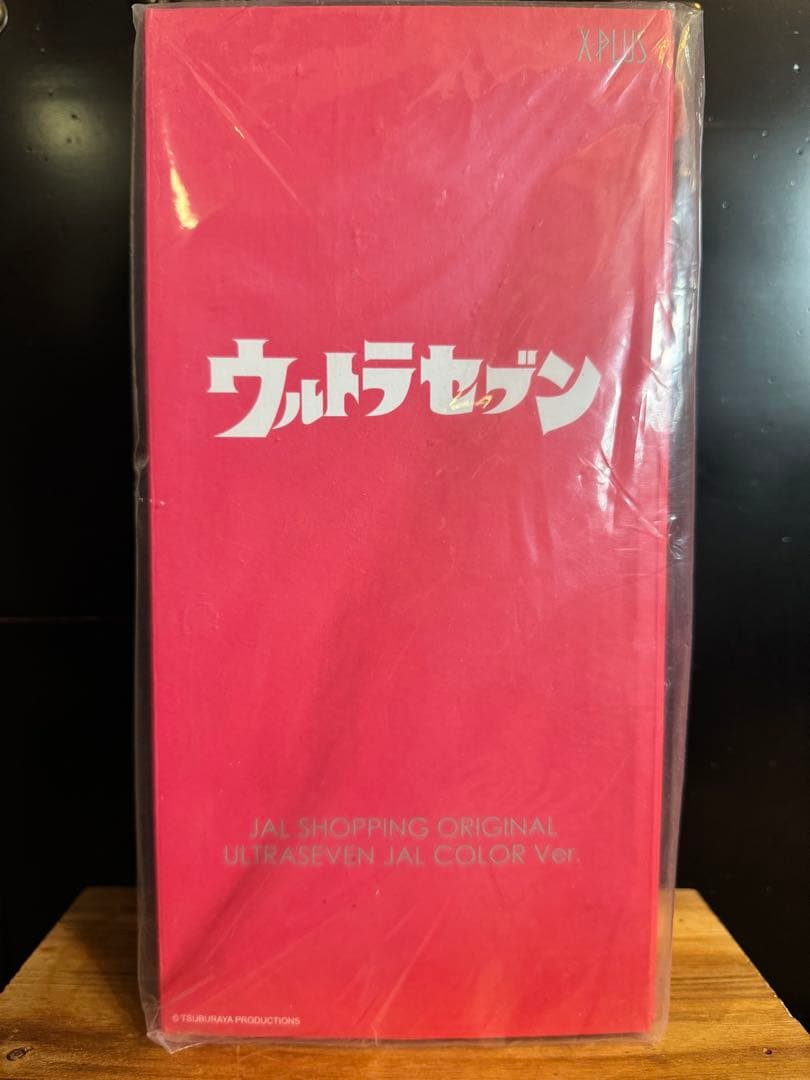 X-PLUS
ウルトラセブン
JAL SHOPPING ORIGINAL
ULTRASEVEN JAL COLOR Ver.
© TSUBURAYA PRODUCTIONS